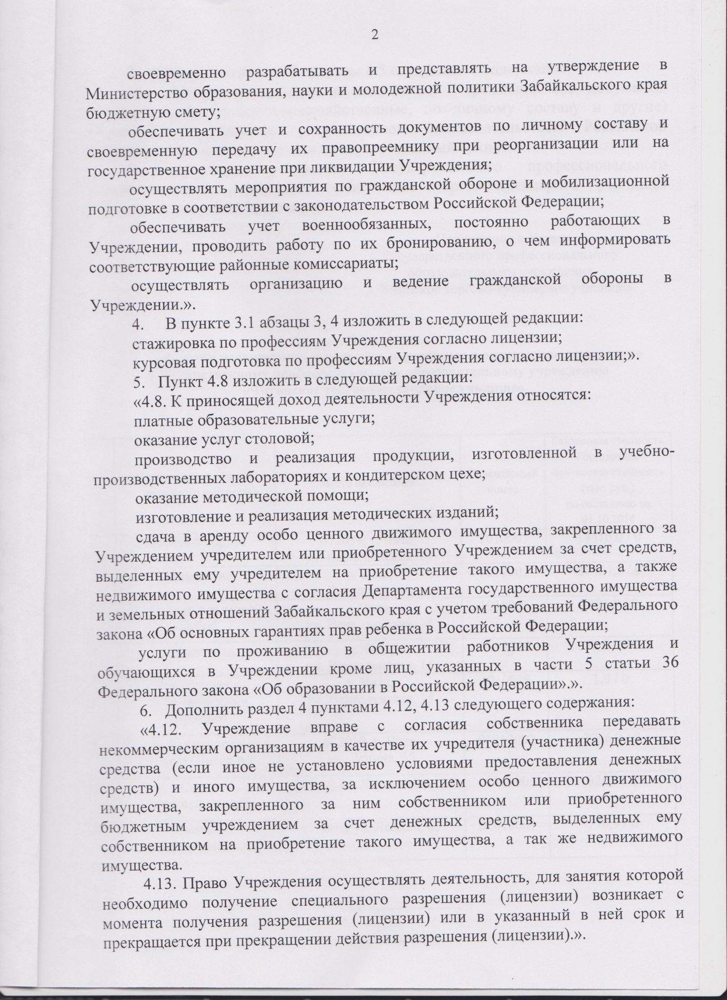 2
своевременно разрабатывать и представлять на утверждение в
Министерство образования, науки и молодежной политики Забайкальского края
бюджетную смету;
обеспечивать учет и сохранность документов по личному составу и
своевременную передачу их правопреемнику при реорганизации или на
государственное хранение при ликвидации Учреждения;
осуществлять мероприятия по гражданской обороне и мобилизационной
подготовке в соответствии с законодательством Российской Федерации;
обеспечивать учет военнообязанных, постоянно работающих в
Учреждении, проводить работу по их бронированию, о чем информировать
соответствующие районные комиссариаты;
осуществлять организацию и ведение гражданской обороны в
Учреждении.».
4. В пункте 3.1 абзацы 3, 4 изложить в следующей редакции:
стажировка по профессиям Учреждения согласно лицензии;
курсовая подготовка по профессиям Учреждения согласно лицензии;».
5. Пункт 4.8 изложить в следующей редакции:
«4.8. К приносящей доход деятельности Учреждения относятся:
платные образовательные услуги;
оказание услуг столовой;
производство и реализация продукции, изготовленной в учебно-
производственных лабораториях и кондитерском цехе;
оказание методической помощи;
изготовление и реализация методических изданий;
сдача в аренду особо ценного движимого имущества, закрепленного за
Учреждением учредителем или приобретенного Учреждением за счет средств,
выделенных ему учредителем на приобретение такого имущества, а также
недвижимого имущества с согласия Департамента государственного имущества
и земельных отношений Забайкальского края с учетом требований Федерального
закона «Об основных гарантиях прав ребенка в Российской Федерации;
услуги по проживанию в общежитии работников Учреждения и
обучающихся в Учреждении кроме лиц, указанных в части 5 статьи 36
Федерального закона «Об образовании в Российской Федерации».».
6. Дополнить раздел 4 пунктами 4.12, 4.13 следующего содержания:
«4.12. Учреждение вправе с согласия собственника передавать
некоммерческим организациям в качестве их учредителя (участника) денежные
средства (если иное не установлено условиями предоставления денежных
средств) и иного имущества, за исключением особо ценного движимого
имущества, закрепленного за ним собственником или приобретенного
бюджетным учреждением за счет денежных средств, выделенных ему
собственником на приобретение такого имущества, а так же недвижимого
имущества.
4.13. Право Учреждения осуществлять деятельность, для занятия которой
необходимо получение специального разрешения (лицензии) возникает с
момента получения разрешения (лицензии) или в указанный в ней срок и
прекращается при прекращении действия разрешения (лицензии).».